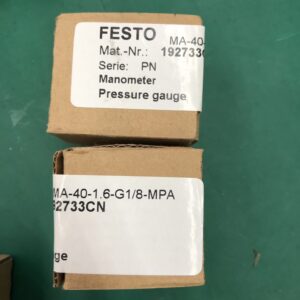 FESTO MA-40-
Mat.-Nr.: 192733C
Serie: PN
Manometer
Pressure gauge
MA-40-1.6-G1/8-MPA
92733CN
ge